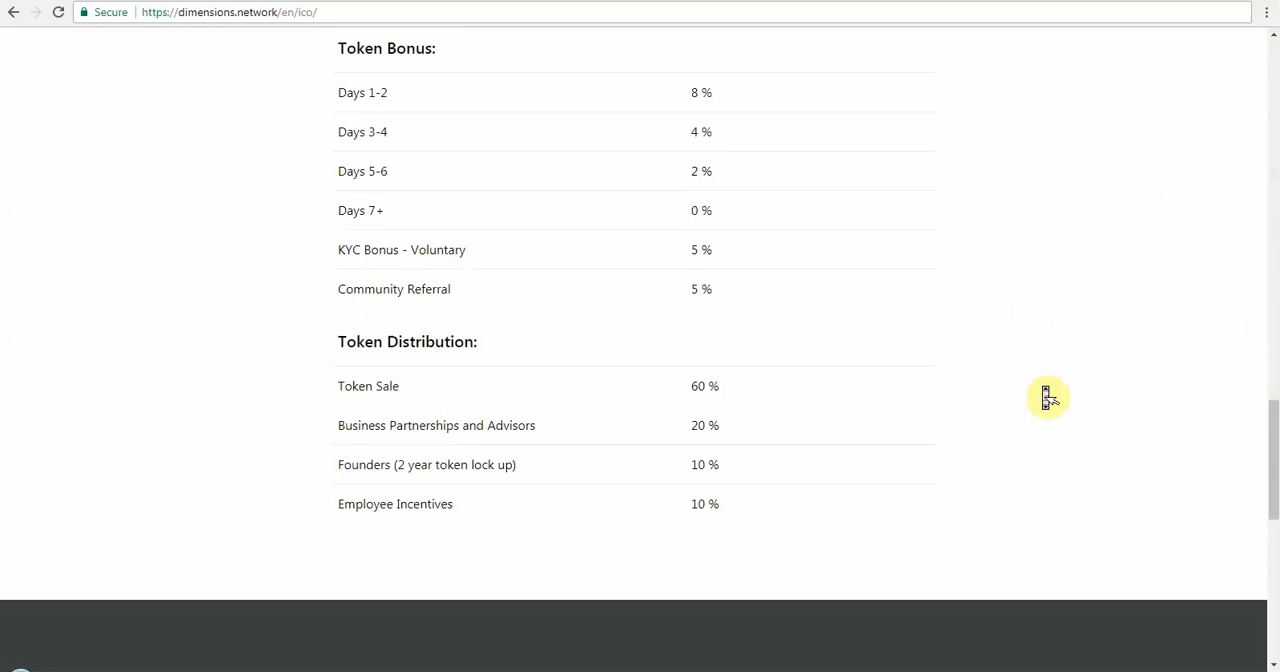 Secure https://dimensions.network/en/ico/
Token Bonus:
Days 1-2 8 %
Days 3-4 4 %
Days 5-6 2 %
Days 7+ 0 %
KYC Bonus - Voluntary 5 %
Community Referral 5 %
Token Distribution:
Token Sale 60 %
Business Partnerships and Advisors 20 %
Founders (2 year token lock up) 10 %
Employee Incentives 10 %